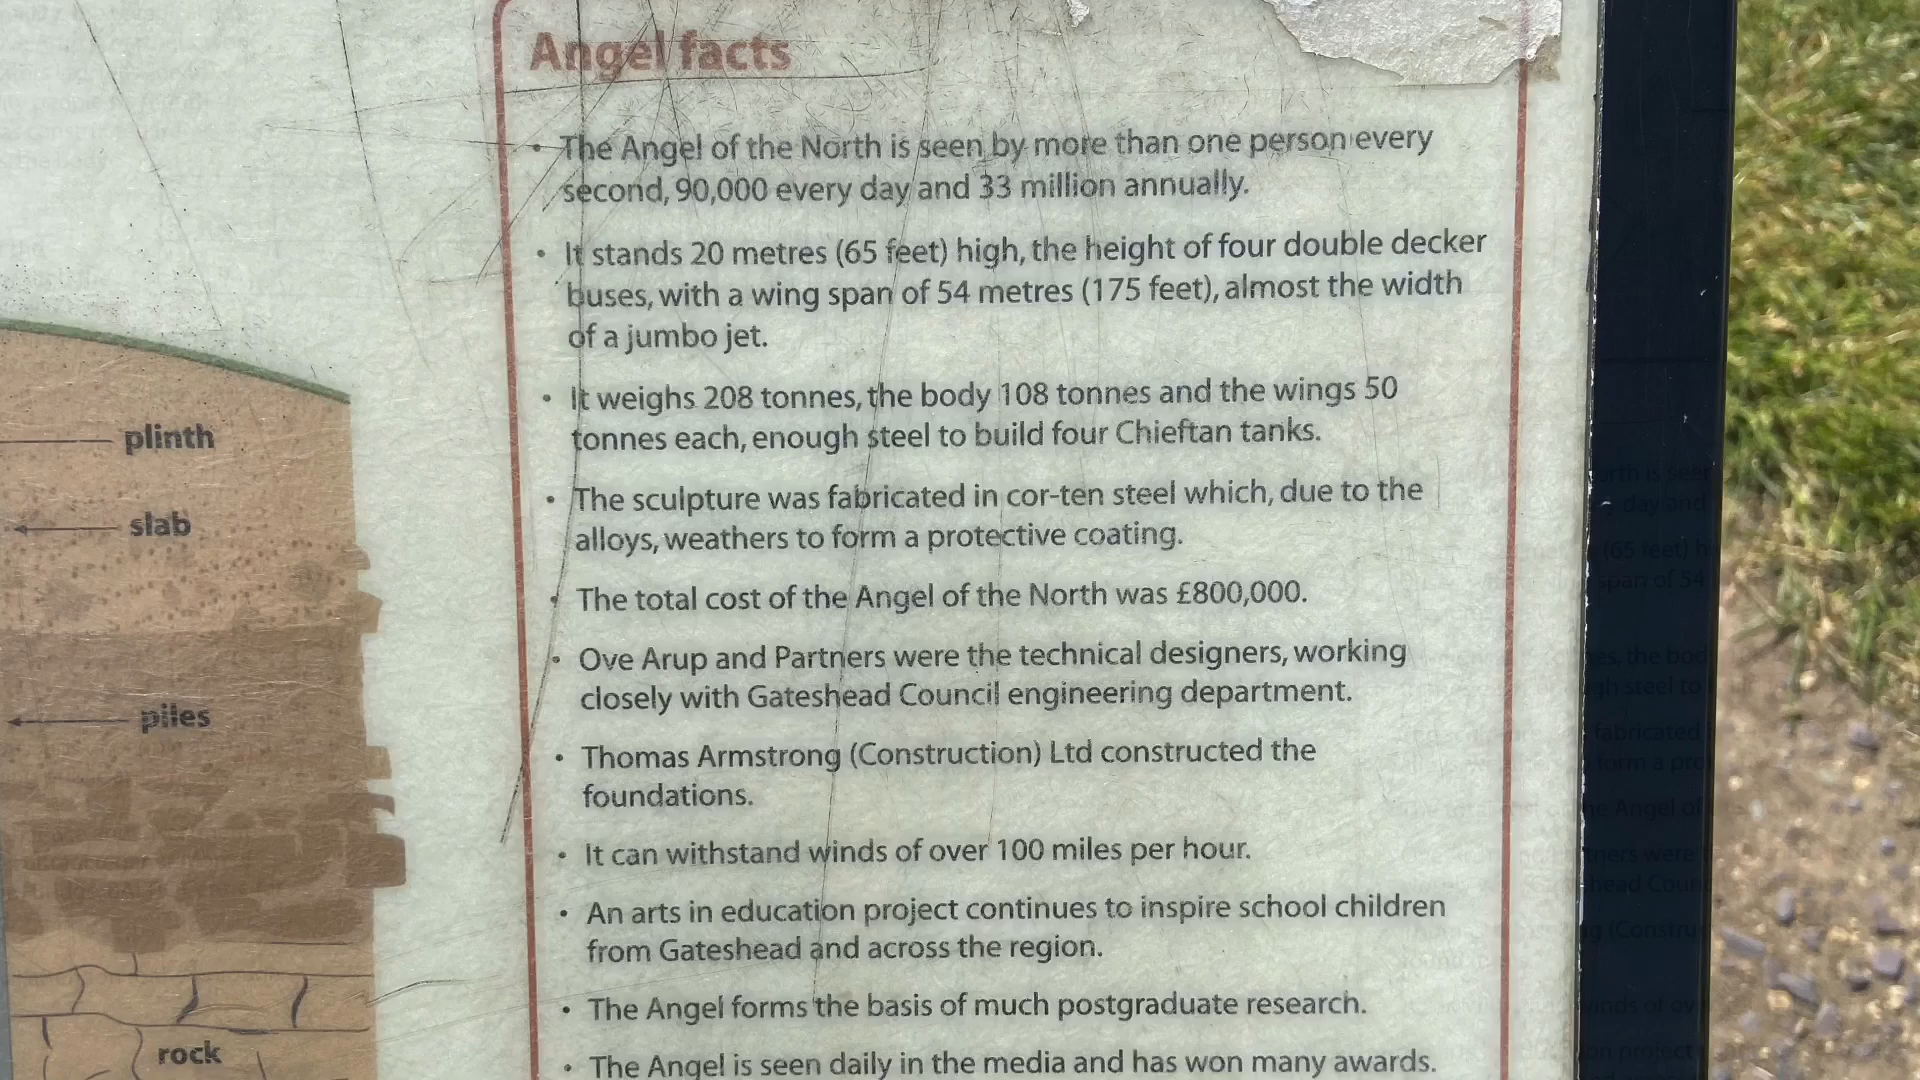 Angel facts
• The Angel of the North is seen by more than one person every
second, 90,000 every day and 33 million annually.
• It stands 20 metres (65 feet) high, the height of four double decker
buses, with a wing span of 54 metres (175 feet), almost the width
of a jumbo jet.
• It weighs 208 tonnes, the body 108 tonnes and the wings 50
tonnes each, enough steel to build four Chieftan tanks.
• The sculpture was fabricated in cor-ten steel which, due to the
alloys, weathers to form a protective coating.
• The total cost of the Angel of the North was £800,000.
• Ove Arup and Partners were the technical designers, working
closely with Gateshead Council engineering department.
• Thomas Armstrong (Construction) Ltd constructed the
foundations.
• It can withstand winds of over 100 miles per hour.
• An arts in education project continues to inspire school children
from Gateshead and across the region.
• The Angel forms the basis of much postgraduate research.
• The Angel is seen daily in the media and has won many awards.
plinth
slab
piles
rock